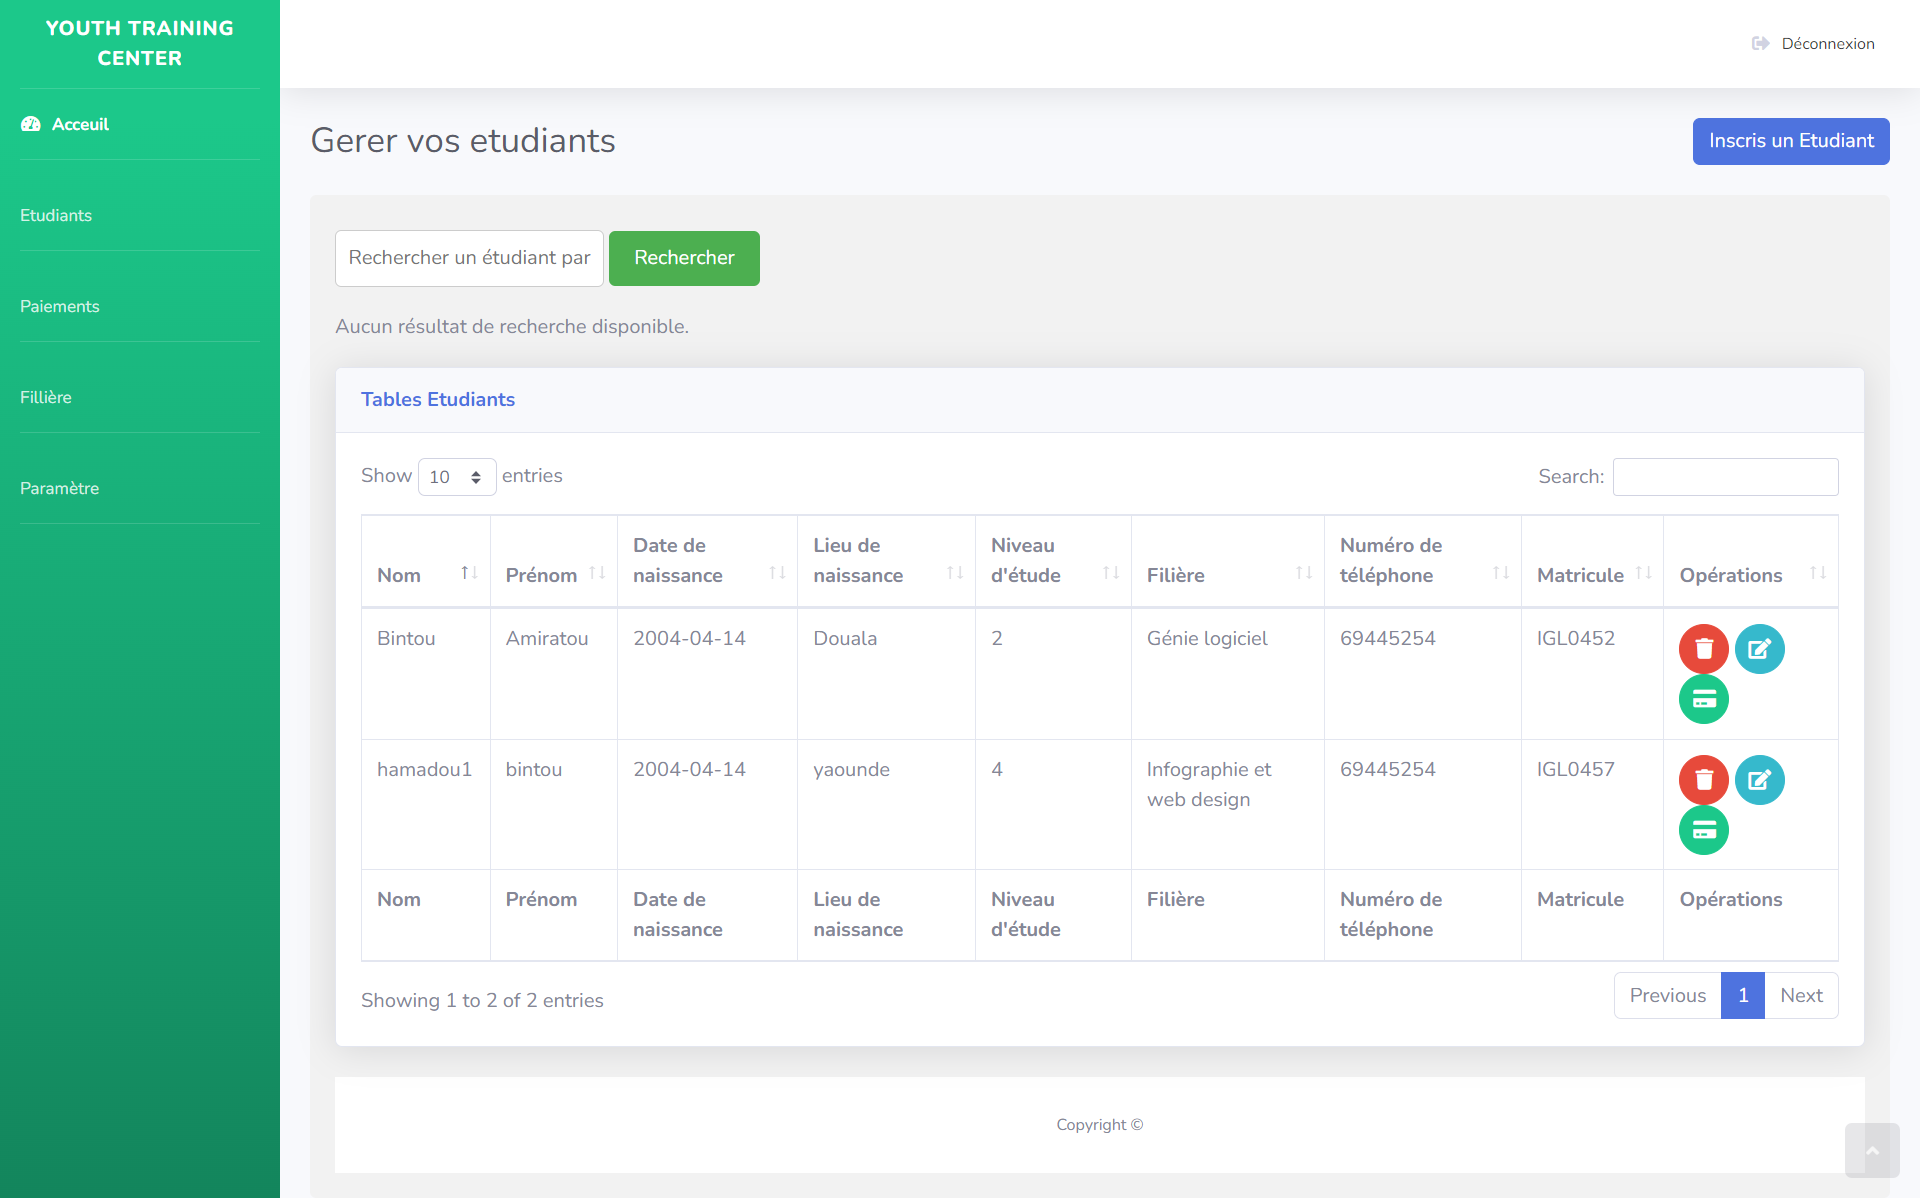 YOUTH TRAINING
CENTER
Acceuil
Etudiants
Paiements
Fillière
Paramètre
Déconnexion
Gerer vos etudiants
Inscris un Etudiant
Rechercher un étudiant par
Rechercher
Aucun résultat de recherche disponible.
Tables Etudiants
Show 10 entries
Search:
Nom Prénom Date de naissance Lieu de naissance Niveau d'étude Filière Numéro de téléphone Matricule Opérations
Bintou Amiratou 2004-04-14 Douala 2 Génie logiciel 69445254 IGL0452
hamadou1 bintou 2004-04-14 yaounde 4 Infographie et web design 69445254 IGL0457
Nom Prénom Date de naissance Lieu de naissance Niveau d'étude Filière Numéro de téléphone Matricule Opérations
Showing 1 to 2 of 2 entries
Previous 1 Next
Copyright ©